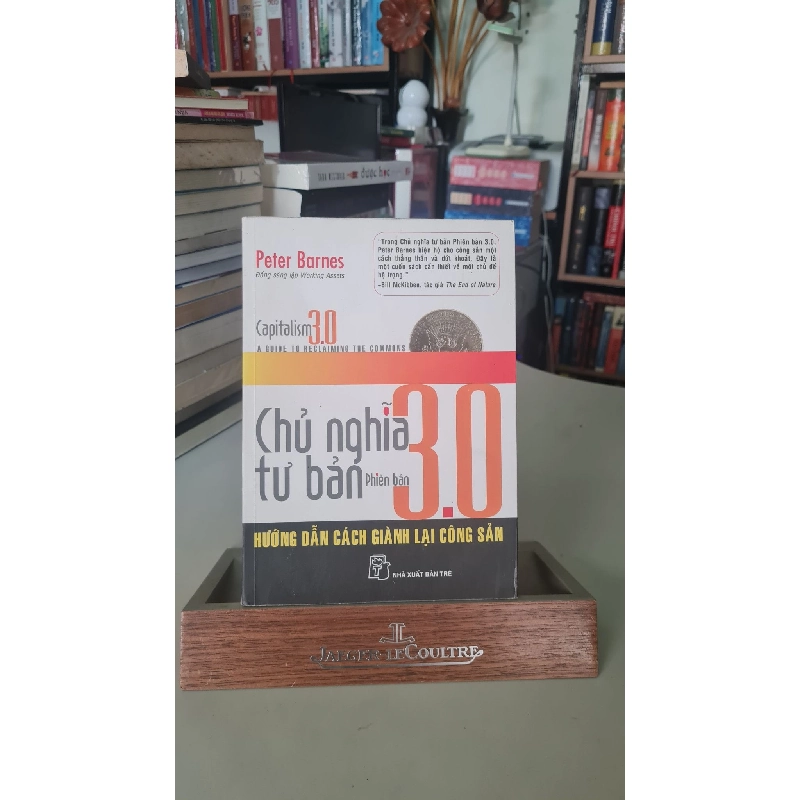 được học
Peter Barnes
Đồng sáng lập Working Assets
"Trong Chủ nghĩa tư bản Phiên bản 3.0,
Peter Barnes biện hộ cho công sản một
cách thẳng thắn và dứt khoát. Đây là
một cuốn sách cần thiết về một chủ đề
hệ trọng."
–Bill McKibben, tác giả The End of Nature
Capitalism 3.0
A GUIDE TO RECLAIMING THE COMMONS
Chủ nghĩa
tư bản Phiên bản 3.0
HƯỚNG DẪN CÁCH GIÀNH LẠI CÔNG SẢN
NHÀ XUẤT BẢN TRẺ
JAEGER-LECOULTRE